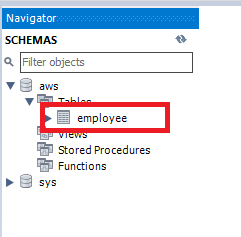 Navigator
SCHEMAS
Filter objects
aws
Tables
employee
Views
Stored Procedures
Functions
sys